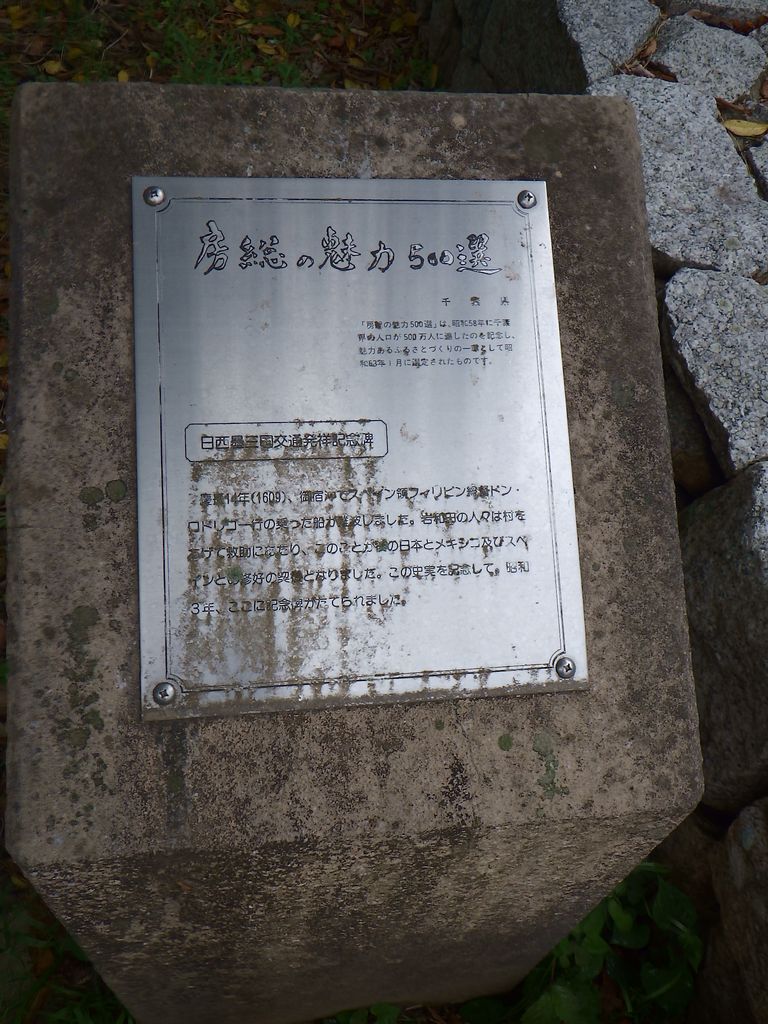 房総の魅力500選
千葉県
「房総の魅力500選」は、昭和58年に千葉
県の人口が500万人に達したのを記念し、
魅力あるふるさとづくりの一環として昭
和63年1月に選定されたものです。
日西墨三国交通発祥記念碑
慶長14年(1609)、御宿沖でスペイン領フィリピン総督ドン・
ロドリゴ一行の乗った船が難破しました。岩和田の人々は村を
あげて救助にあたり、このことが後の日本とメキシコ及びスペ
インとの修好の契機となりました。この史実を記念して、昭和
3年、ここに記念碑がたてられました。